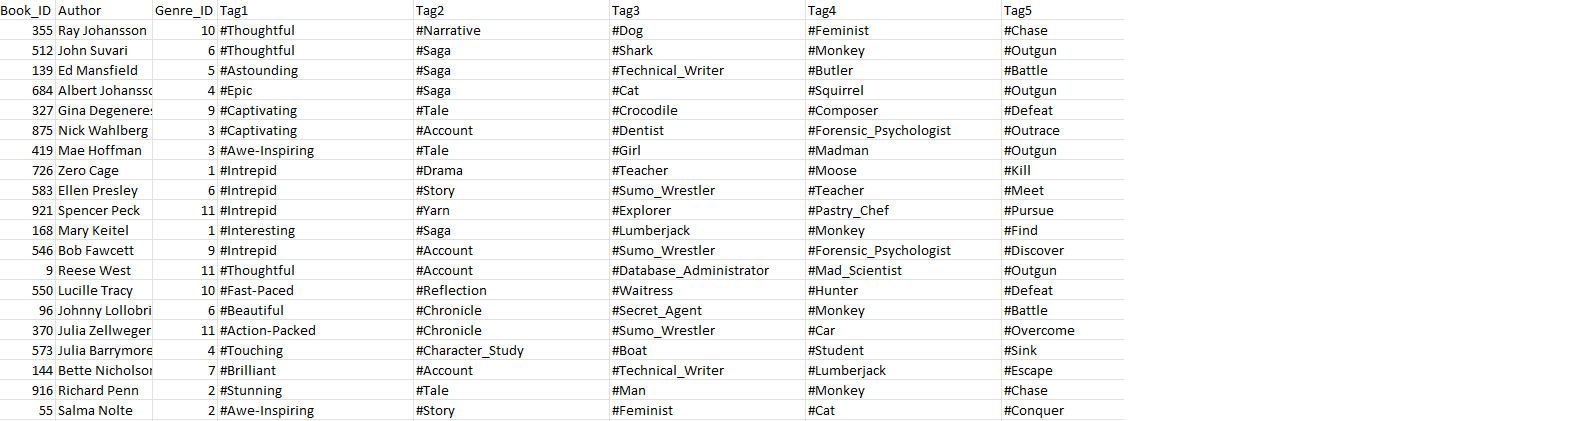 Book_ID Author Genre_ID Tag1 Tag2 Tag3 Tag4 Tag5
355 Ray Johansson 10 #Thoughtful #Narrative #Dog #Feminist #Chase
512 John Suvari 6 #Thoughtful #Saga #Shark #Monkey #Outgun
139 Ed Mansfield 5 #Astounding #Saga #Technical_Writer #Butler #Battle
684 Albert Johanssc 4 #Epic #Saga #Cat #Squirrel #Outgun
327 Gina Degeneres 9 #Captivating #Tale #Crocodile #Composer #Defeat
875 Nick Wahlberg 3 #Captivating #Account #Dentist #Forensic_Psychologist #Outrace
419 Mae Hoffman 3 #Awe-Inspiring #Tale #Girl #Madman #Outgun
726 Zero Cage 1 #Intrepid #Drama #Teacher #Moose #Kill
583 Ellen Presley 6 #Intrepid #Story #Sumo_Wrestler #Teacher #Meet
921 Spencer Peck 11 #Intrepid #Yarn #Explorer #Pastry_Chef #Pursue
168 Mary Keitel 1 #Interesting #Saga #Lumberjack #Monkey #Find
546 Bob Fawcett 9 #Intrepid #Account #Sumo_Wrestler #Forensic_Psychologist #Discover
9 Reese West 11 #Thoughtful #Account #Database_Administrator #Mad_Scientist #Outgun
550 Lucille Tracy 10 #Fast-Paced #Reflection #Waitress #Hunter #Defeat
96 Johnny Lollobri 6 #Beautiful #Chronicle #Secret_Agent #Monkey #Battle
370 Julia Zellweger 11 #Action-Packed #Chronicle #Sumo_Wrestler #Car #Overcome
573 Julia Barrymore 4 #Touching #Character_Study #Boat #Student #Sink
144 Bette Nicholsor 7 #Brilliant #Account #Technical_Writer #Lumberjack #Escape
916 Richard Penn 2 #Stunning #Tale #Man #Monkey #Chase
55 Salma Nolte 2 #Awe-Inspiring #Story #Feminist #Cat #Conquer